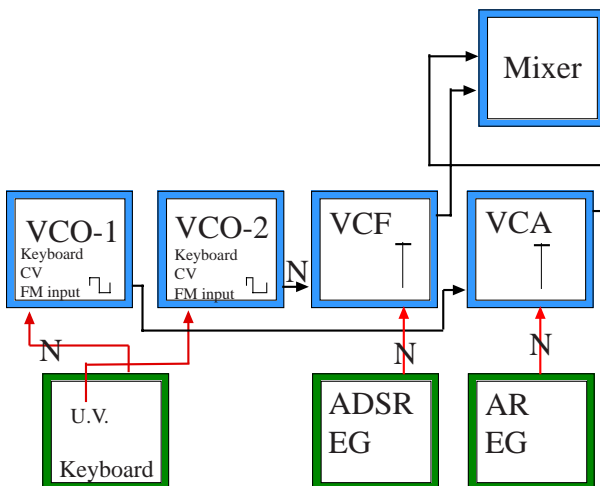 Mixer
VCO-1
Keyboard
CV
FM input
VCO-2
Keyboard
CV
FM input
N
VCF
VCA
N
U.V.
Keyboard
N
ADSR
EG
N
AR
EG